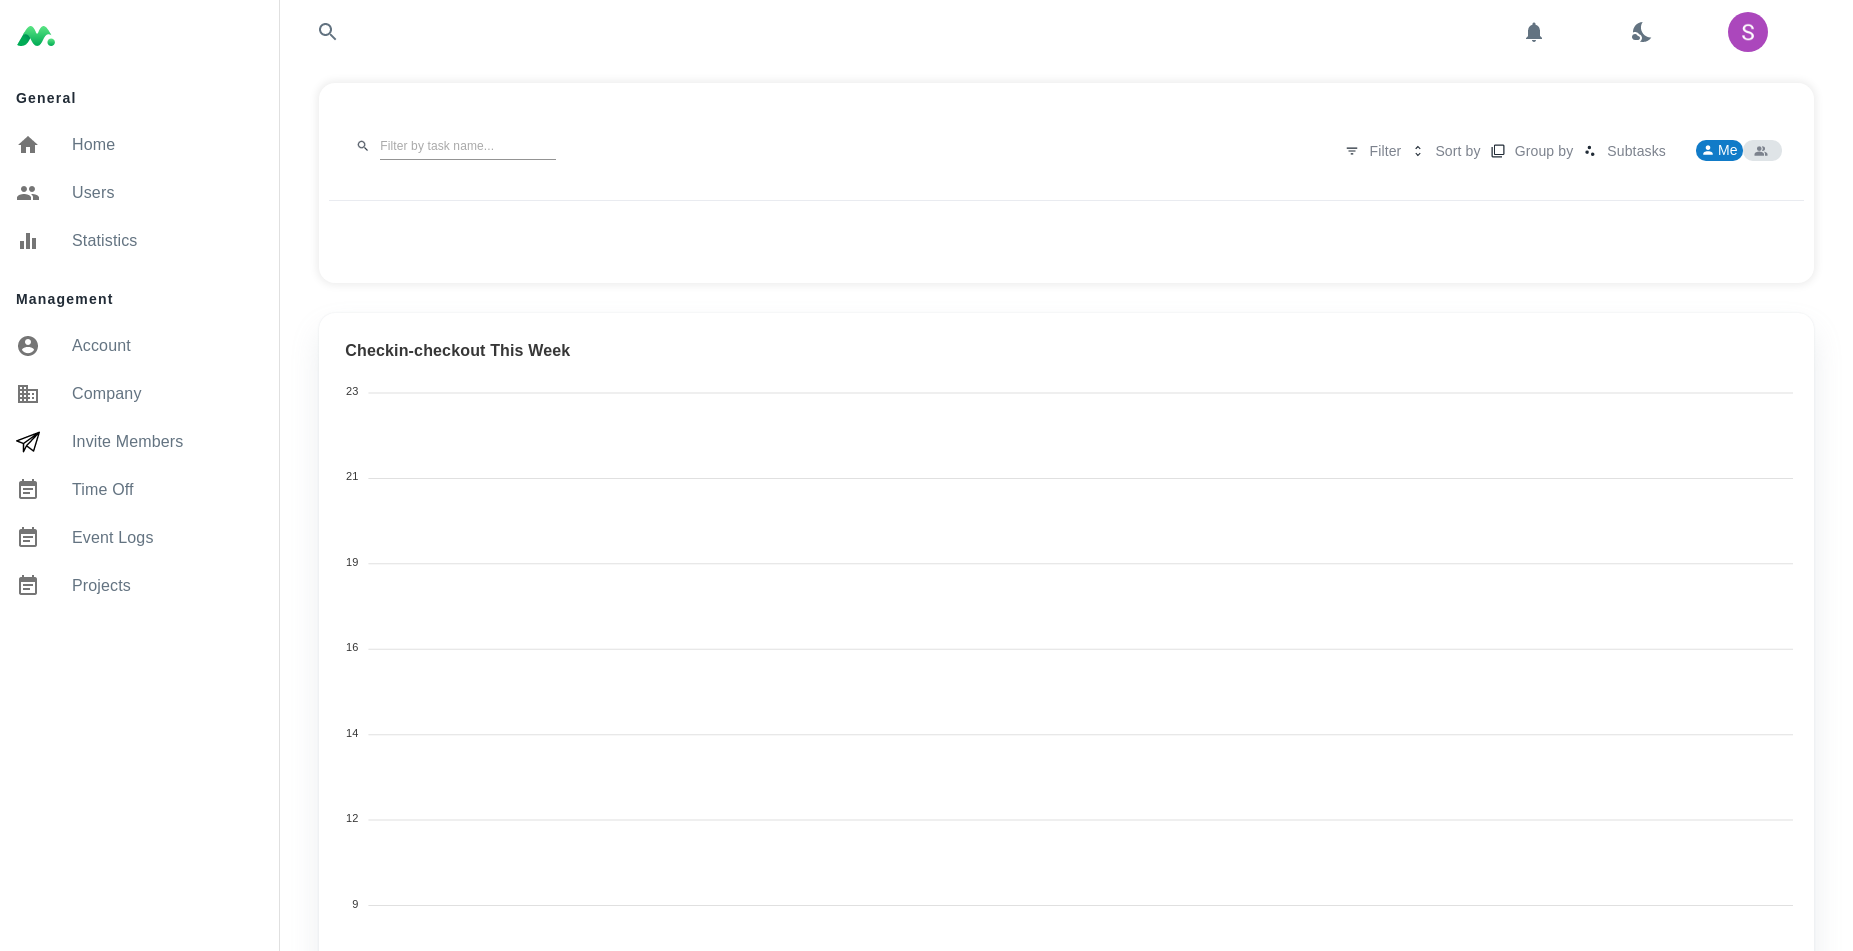 S
General
Home
Users
Statistics
Management
Account
Company
Invite Members
Time Off
Event Logs
Projects
Filter by task name...
Filter
Sort by
Group by
Subtasks
Me
Checkin-checkout This Week
23
21
19
16
14
12
9